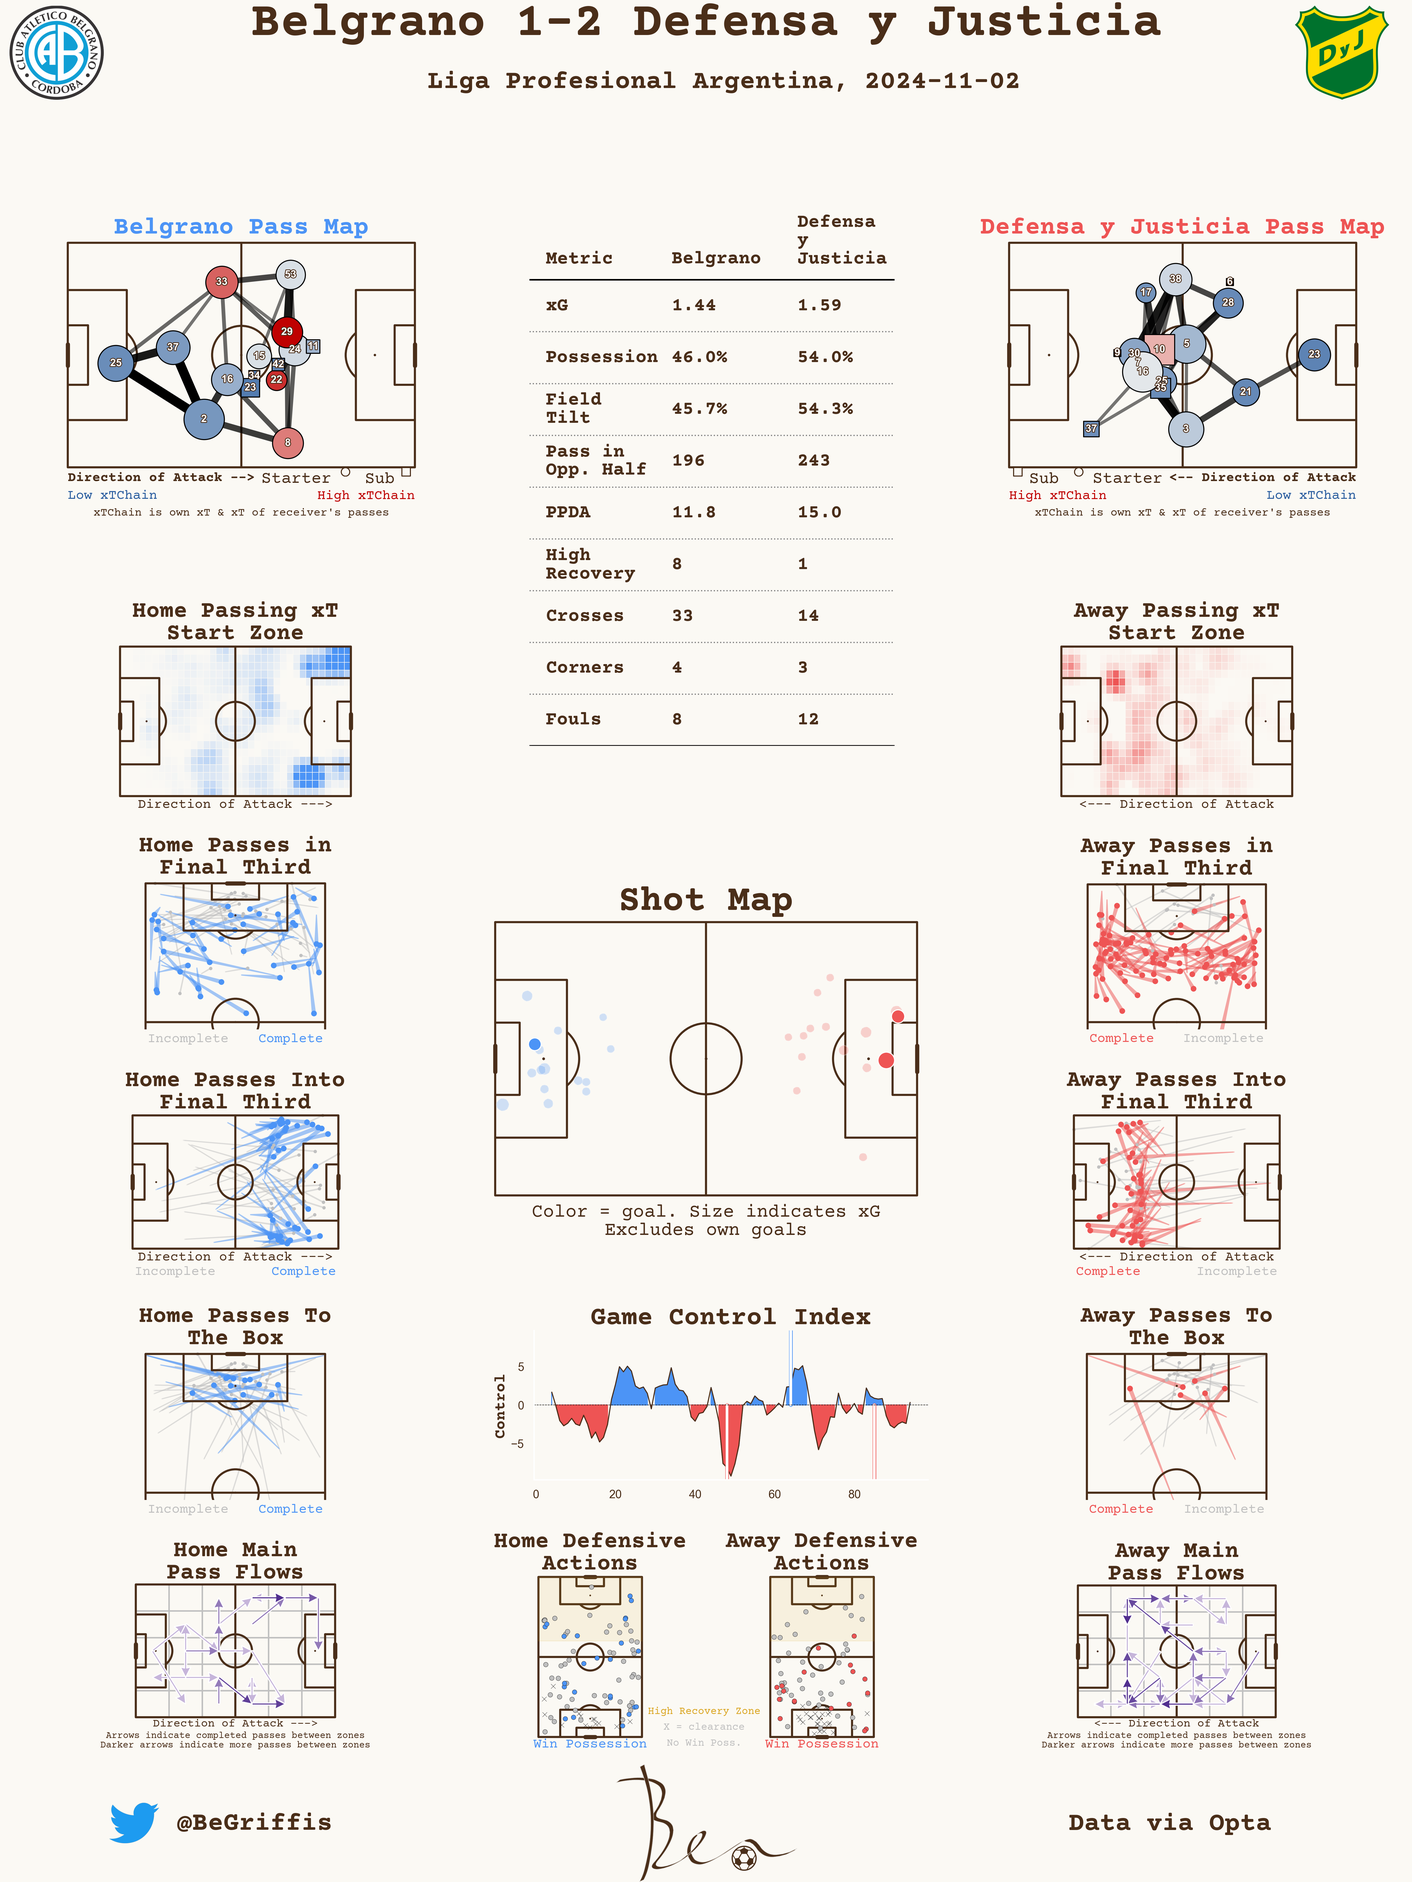 Belgrano 1-2 Defensa y Justicia
Liga Profesional Argentina, 2024-11-02
CLUB ATLETICO BELGRANO
CORDOBA
DyJ
Belgrano Pass Map
33
53
29
24
11
37
25
15
42
34
22
16
23
2
8
Direction of Attack --> Starter Sub
Low xTChain High xTChain
xTChain is own xT & xT of receiver's passes
Metric Belgrano Defensa y Justicia
xG 1.44 1.59
Possession 46.0% 54.0%
Field Tilt 45.7% 54.3%
Pass in Opp. Half 196 243
PPDA 11.8 15.0
High Recovery 8 1
Crosses 33 14
Corners 4 3
Fouls 8 12
Defensa y Justicia Pass Map
38
6
17
28
5
10
9
30
7
16
25
35
23
21
37
3
Sub Starter <-- Direction of Attack
High xTChain Low xTChain
xTChain is own xT & xT of receiver's passes
Home Passing xT
Start Zone
Direction of Attack --->
Away Passing xT
Start Zone
<--- Direction of Attack
Home Passes in
Final Third
Incomplete Complete
Away Passes in
Final Third
Complete Incomplete
Shot Map
Color = goal. Size indicates xG
Excludes own goals
Home Passes Into
Final Third
Direction of Attack --->
Incomplete Complete
Away Passes Into
Final Third
<--- Direction of Attack
Complete Incomplete
Home Passes To
The Box
Incomplete Complete
Game Control Index
Control
5
0
−5
0 20 40 60 80
Away Passes To
The Box
Complete Incomplete
Home Main
Pass Flows
Direction of Attack --->
Arrows indicate completed passes between zones
Darker arrows indicate more passes between zones
Home Defensive
Actions
Win Possession
High Recovery Zone
X = clearance
No Win Poss.
Away Defensive
Actions
Win Possession
Away Main
Pass Flows
<--- Direction of Attack
Arrows indicate completed passes between zones
Darker arrows indicate more passes between zones
@BeGriffis
Ben
Data via Opta